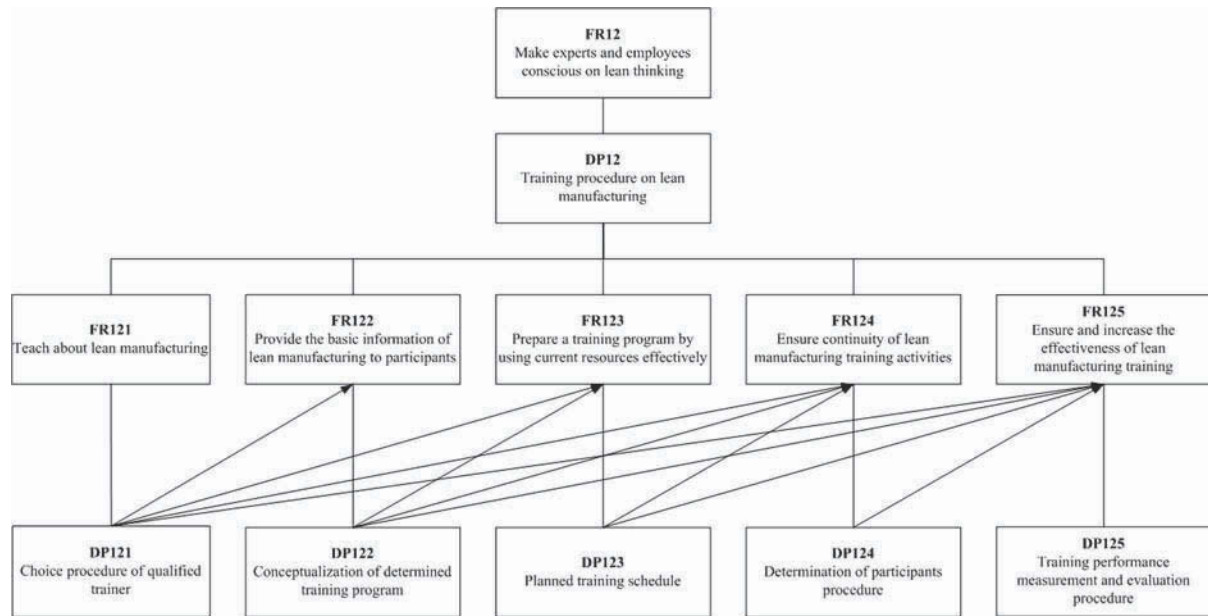 FR12
Make experts and employees
conscious on lean thinking
DP12
Training procedure on lean
manufacturing
FR121
Teach about lean manufacturing
FR122
Provide the basic information of
lean manufacturing to participants
FR123
Prepare a training program by
using current resources effectively
FR124
Ensure continuity of lean
manufacturing training activities
FR125
Ensure and increase the
effectiveness of lean
manufacturing training
DP121
Choice procedure of qualified
trainer
DP122
Conceptualization of determined
training program
DP123
Planned training schedule
DP124
Determination of participants
procedure
DP125
Training performance
measurement and evaluation
procedure